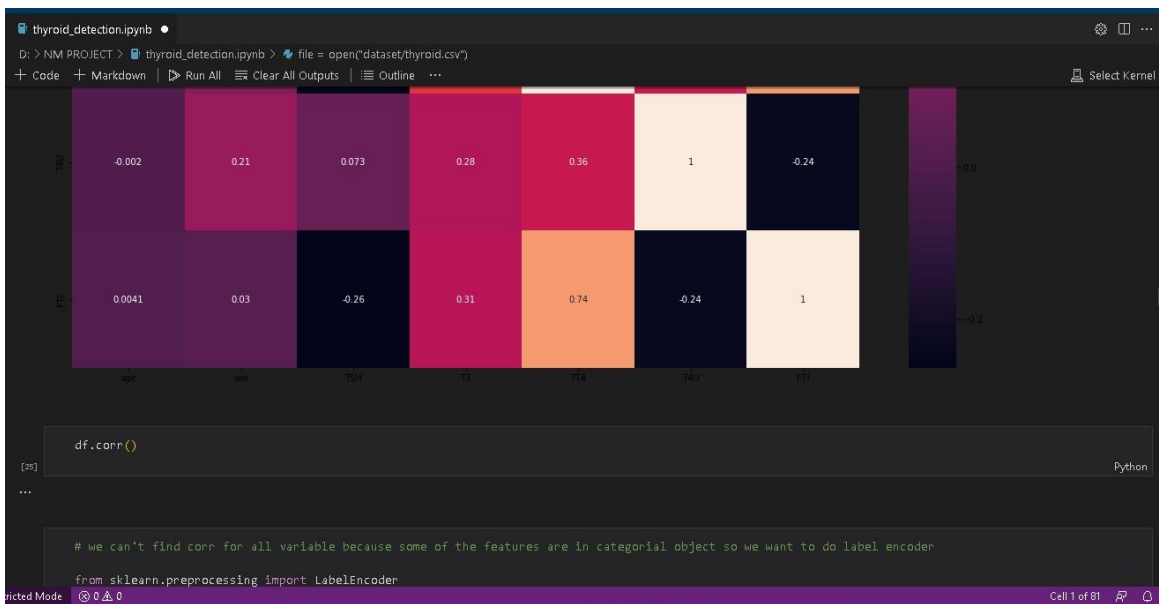 thyroid_detection.ipynb ●
D: > NM PROJECT > thyroid_detection.ipynb > file = open("dataset/thyroid.csv")
+ Code + Markdown | Run All Clear All Outputs | Outline ··· Select Kernel
T4U -0.002 0.21 0.073 0.28 0.36 1 -0.24
0.0
FTI 0.0041 0.03 -0.26 0.31 0.74 -0.24 1
-0.2
age sex TSH T3 TT4 T4U FTI
df.corr()
[25] Python
...
# we can't find corr for all variable because some of the features are in categorial object so we want to do label encoder
from sklearn.preprocessing import LabelEncoder
tricted Mode 0 0 Cell 1 of 81